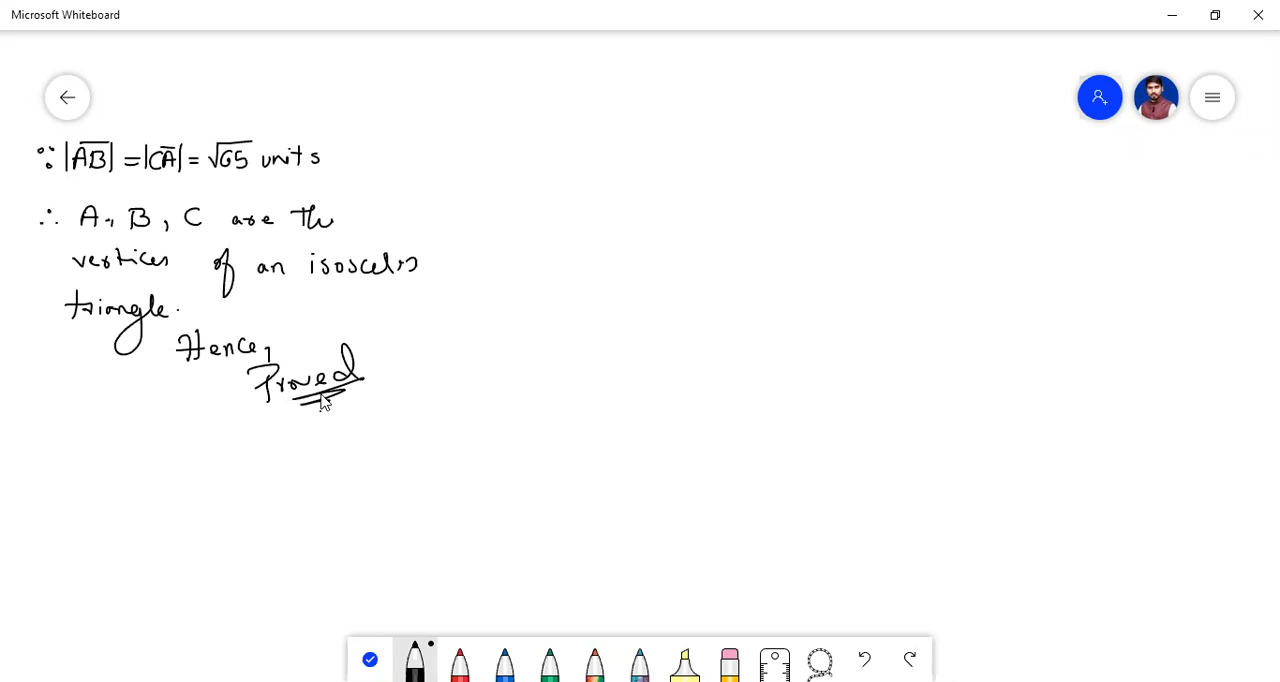 Microsoft Whiteboard
∵ |AB| = |CA| = √65 units
∴ A, B, C are the
vertices of an isosceles
triangle.
Hence,
Proved